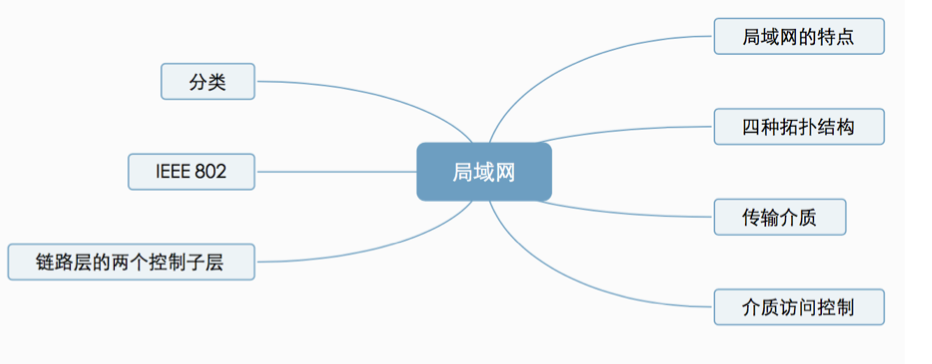 局域网的特点
分类
四种拓扑结构
IEEE 802
局域网
传输介质
链路层的两个控制子层
介质访问控制